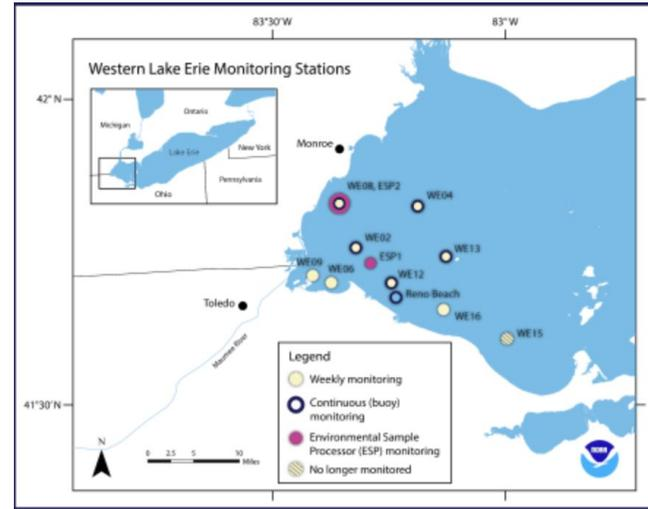 83°30'W
83°W
Western Lake Erie Monitoring Stations
42° N
Ontario
Michigan
Lake Erie
New York
Pennsylvania
Ohio
Monroe
WE08, ESP2
WE04
WE02
WE13
ESP1
WE09
WE06
WE12
Reno Beach
Toledo
WE16
WE15
Maumee River
Legend
Weekly monitoring
Continuous (buoy)
monitoring
Environmental Sample
Processor (ESP) monitoring
No longer monitored
41°30'N
N
0 2.5 5 10
Miles
noaa